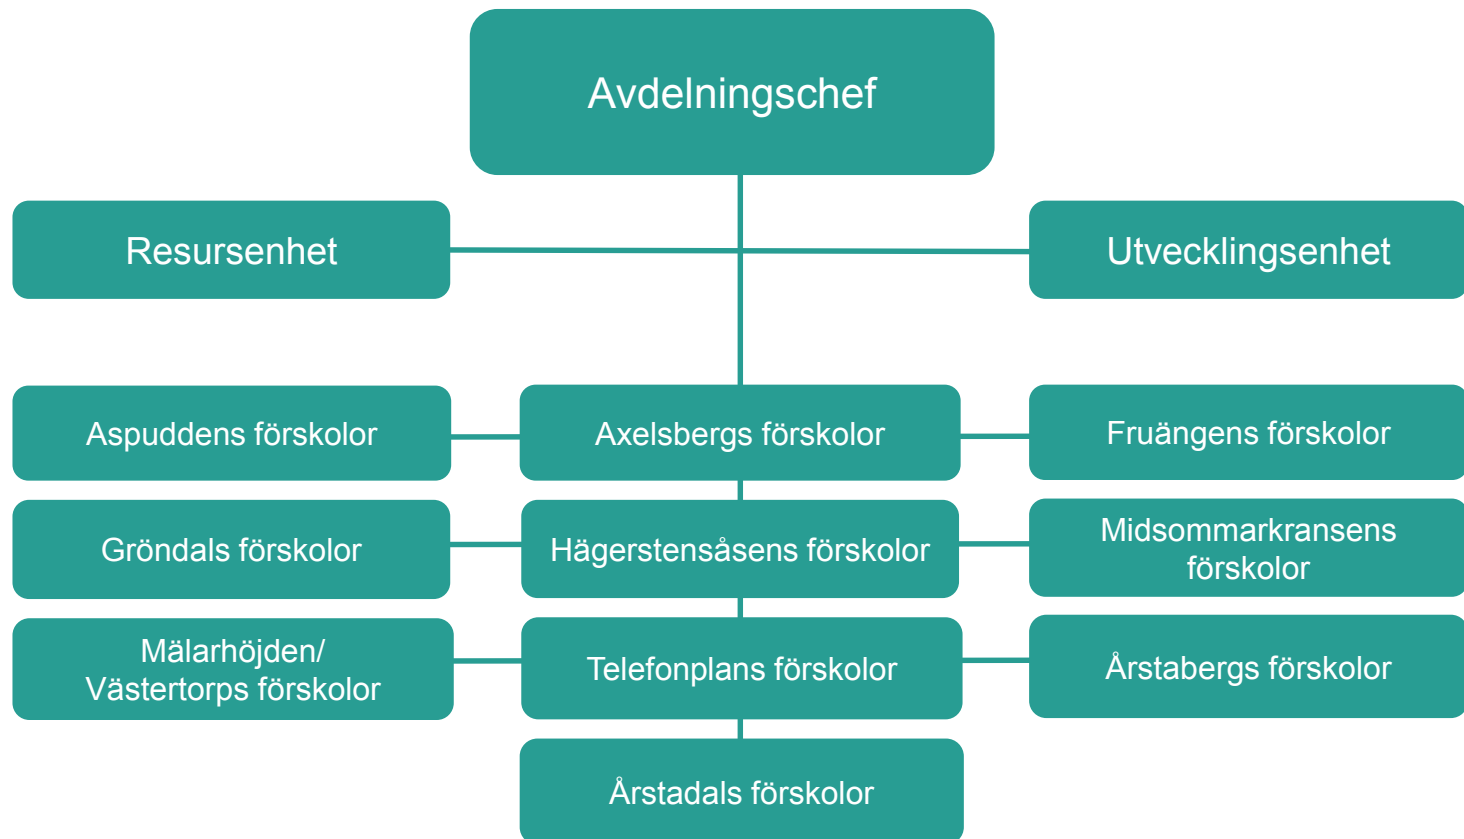 Avdelningschef
Resursenhet
Utvecklingsenhet
Aspuddens förskolor
Axelsbergs förskolor
Fruängens förskolor
Gröndals förskolor
Hägerstensåsens förskolor
Midsommarkransens
förskolor
Mälarhöjden/
Västertorps förskolor
Telefonplans förskolor
Årstabergs förskolor
Årstadals förskolor